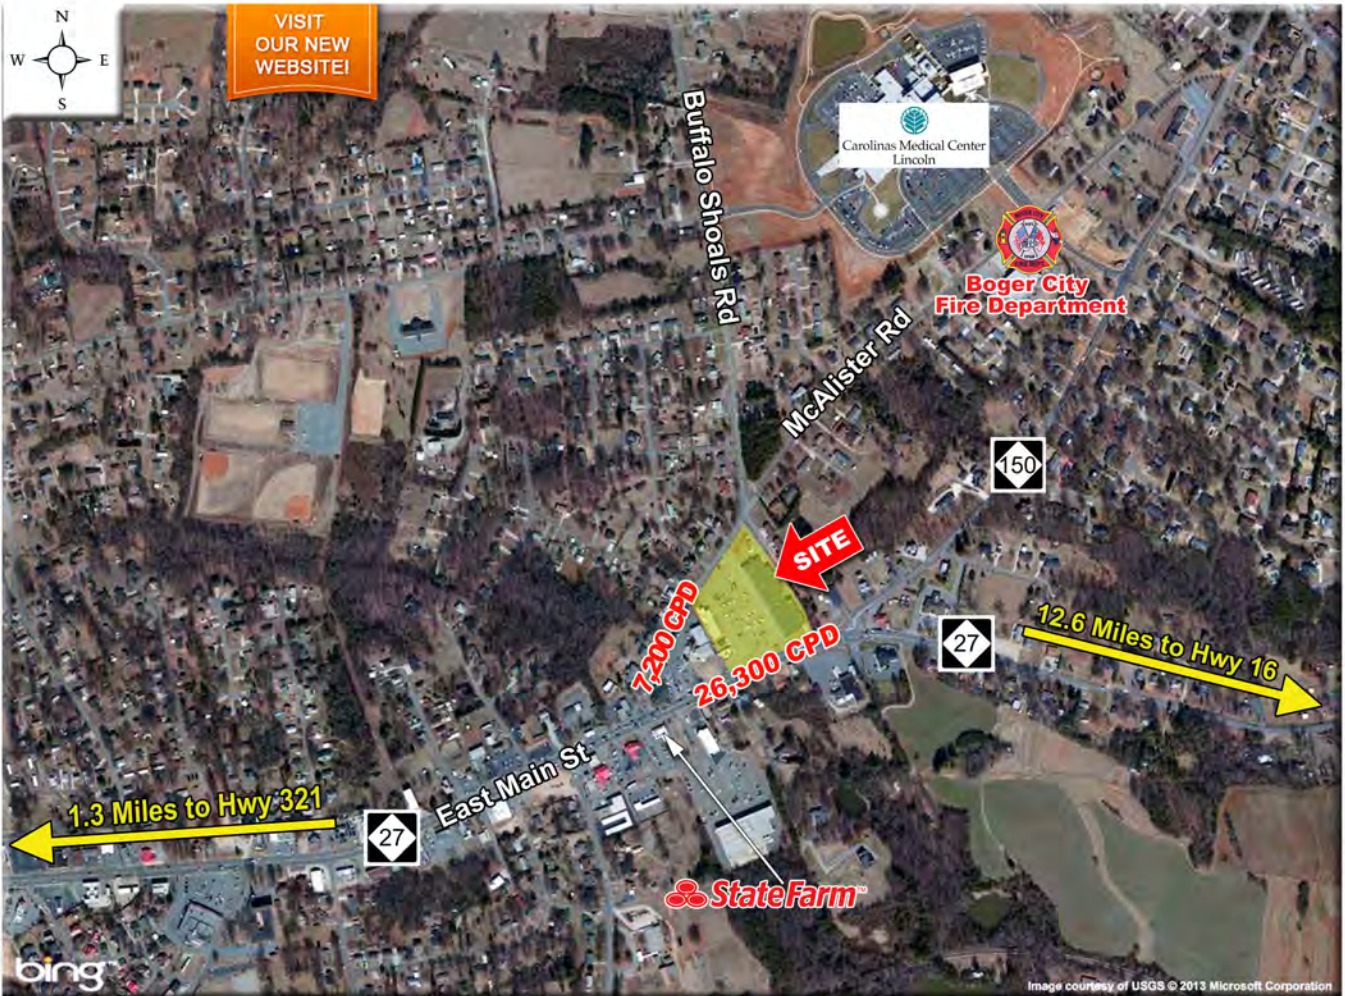 N
W E
S
VISIT
OUR NEW
WEBSITE!
Buffalo Shoals Rd
Carolinas Medical Center
Lincoln
Boger City
Fire Department
McAlister Rd
150
SITE
7,200 CPD
26,300 CPD
27
12.6 Miles to Hwy 16
East Main St
1.3 Miles to Hwy 321
27
StateFarm™
bing™
Image courtesy of USGS © 2013 Microsoft Corporation